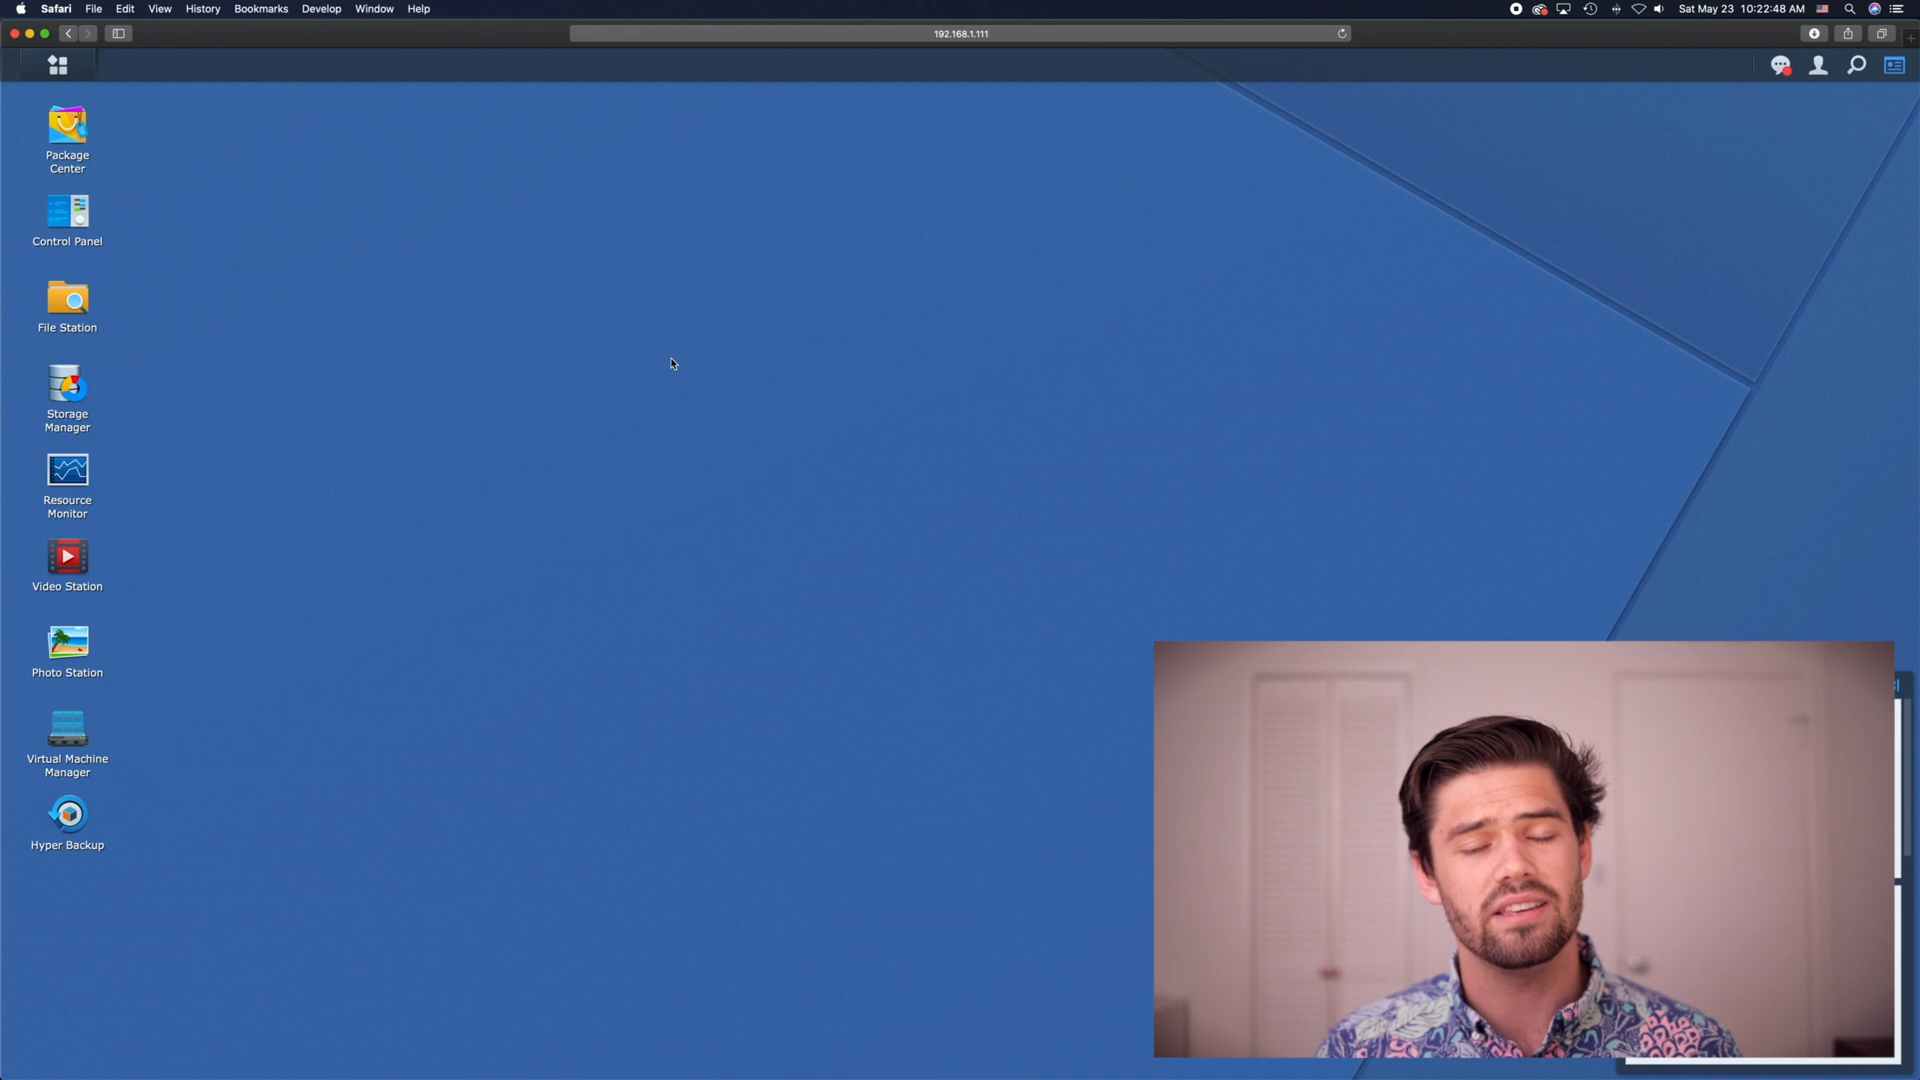 Safari File Edit View History Bookmarks Develop Window Help
Sat May 23 10:22:48 AM
192.168.1.111
Package
Center
Control Panel
File Station
Storage
Manager
Resource
Monitor
Video Station
Photo Station
Virtual Machine
Manager
Hyper Backup